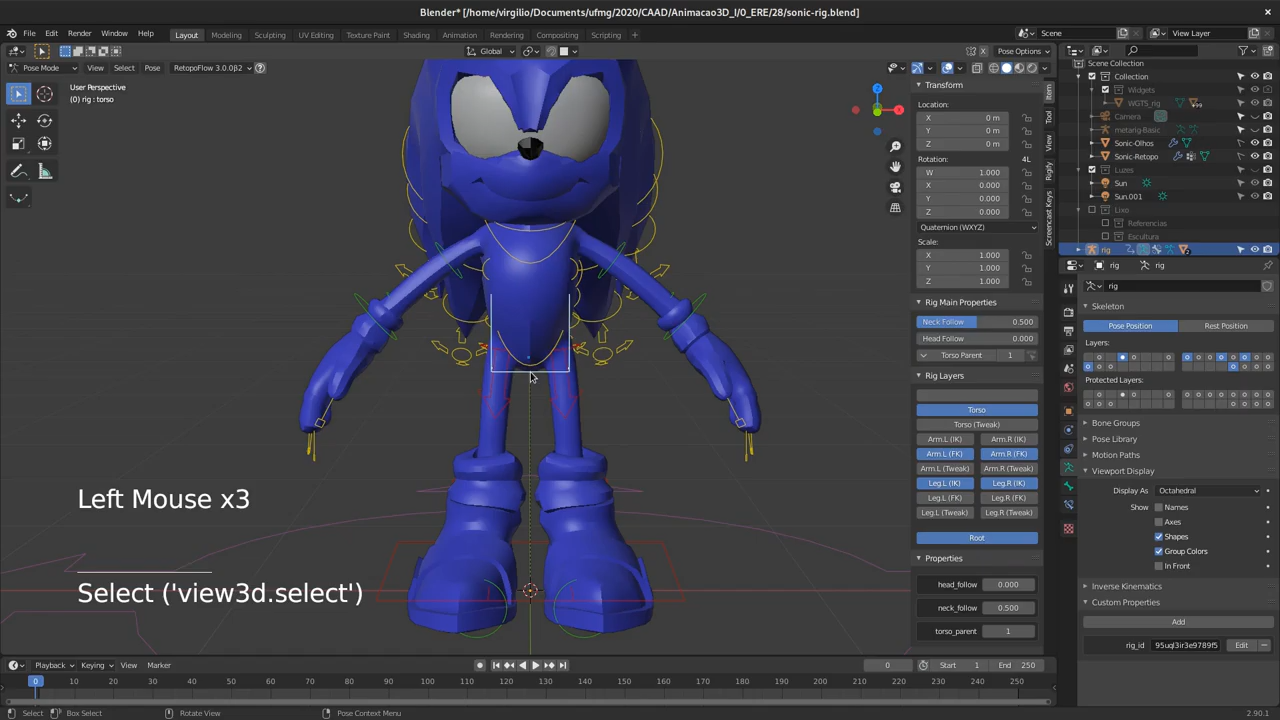 Blender* [/home/virgilio/Documents/ufmg/2020/CAAD/Animacao3D_I/0_ERE/28/sonic-rig.blend]
File Edit Render Window Help Layout Modeling Sculpting UV Editing Texture Paint Shading Animation Rendering Compositing Scripting + Scene View Layer
Global Pose Options
Pose Mode View Select Pose RetopoFlow 3.0.0β2
User Perspective
(0) rig : torso
Z
X
Transform
Location:
X 0 m
Y 0 m
Z 0 m
Rotation: 4L
W 1.000
X 0.000
Y 0.000
Z 0.000
Quaternion (WXYZ)
Scale:
X 1.000
Y 1.000
Z 1.000
Rig Main Properties
Neck Follow 0.500
Head Follow 0.000
Torso Parent 1
Rig Layers
Torso
Torso (Tweak)
Arm.L (IK) Arm.R (IK)
Arm.L (FK) Arm.R (FK)
Arm.L (Tweak) Arm.R (Tweak)
Leg.L (IK) Leg.R (IK)
Leg.L (FK) Leg.R (FK)
Leg.L (Tweak) Leg.R (Tweak)
Root
Properties
head_follow 0.000
neck_follow 0.500
torso_parent 1
Item
Tool
View
Rigify
Screencast Keys
Scene Collection
Collection
Widgets
WGTS_rig
Camera
metarig-Basic
Sonic-Olhos
Sonic-Retopo
Luzes
Sun
Sun.001
Lixo
Referencias
Escultura
rig
rig rig
rig
Skeleton
Pose Position Rest Position
Layers:
Protected Layers:
Bone Groups
Pose Library
Motion Paths
Viewport Display
Display As Octahedral
Show Names
Axes
Shapes
Group Colors
In Front
Inverse Kinematics
Custom Properties
Add
rig_id 95uql3ir3e9789f5 Edit
Left Mouse x3
Select ('view3d.select')
Playback Keying View Marker 0 Start 1 End 250
0 10 20 30 40 50 60 70 80 90 100 110 120 130 140 150 160 170 180 190 200 210 220 230 240 250
Select Box Select Rotate View Pose Context Menu 2.90.1